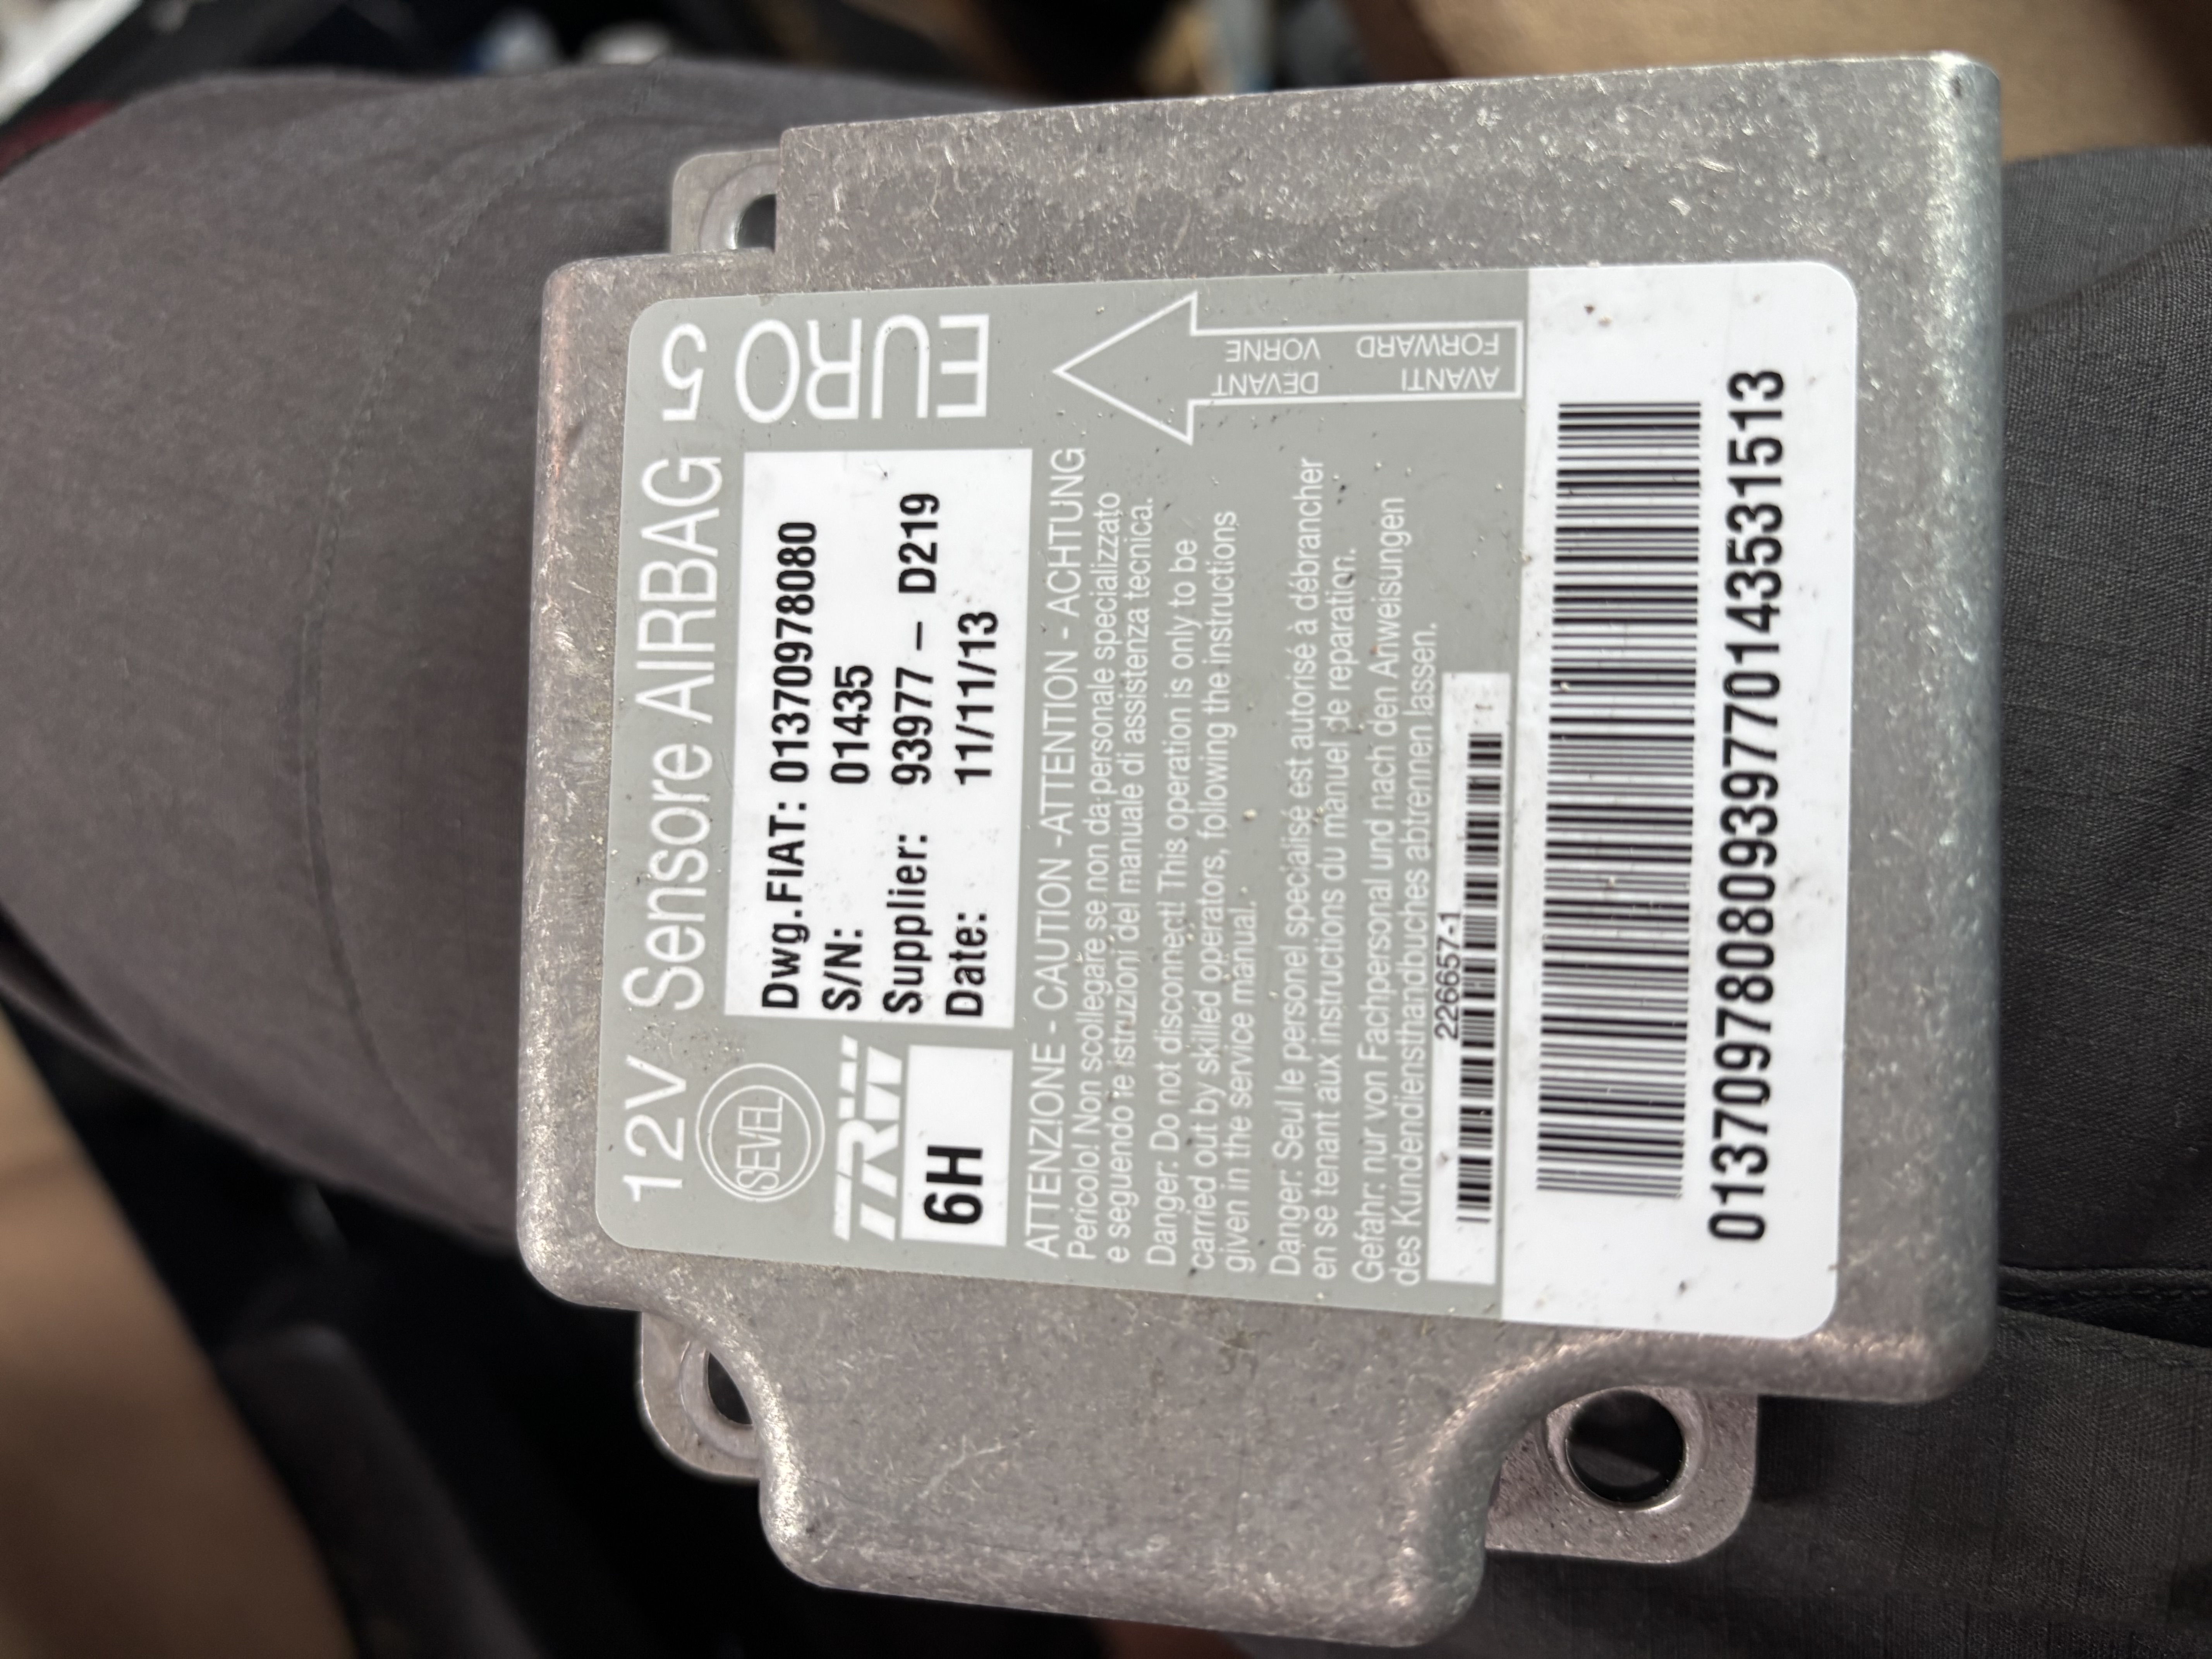 12V Sensore AIRBAG
SEVEL
TRW
6H
Dwg.FIAT: 01370978080
S/N: 01435
Supplier: 93977 – D219
Date: 11/11/13
EURO 5
ATTENZIONE - CAUTION -ATTENTION - ACHTUNG
Pericolo! Non scollegare se non da personale specializzato
e seguendo le istruzioni del manuale di assistenza tecnica.
Danger: Do not disconnect! This operation is only to be
carried out by skilled operators, following the instructions
given in the service manual.
Danger: Seul le personel specialisé est autorisé à débrancher
en se tenant aux instructions du manuel de reparation.
Gefahr: nur von Fachpersonal und nach den Anweisungen
des Kundendiensthandbuches abtrennen lassen.
AVANTI DEVANT
FORWARD VORNE
226657-1
013709780809397701435311513